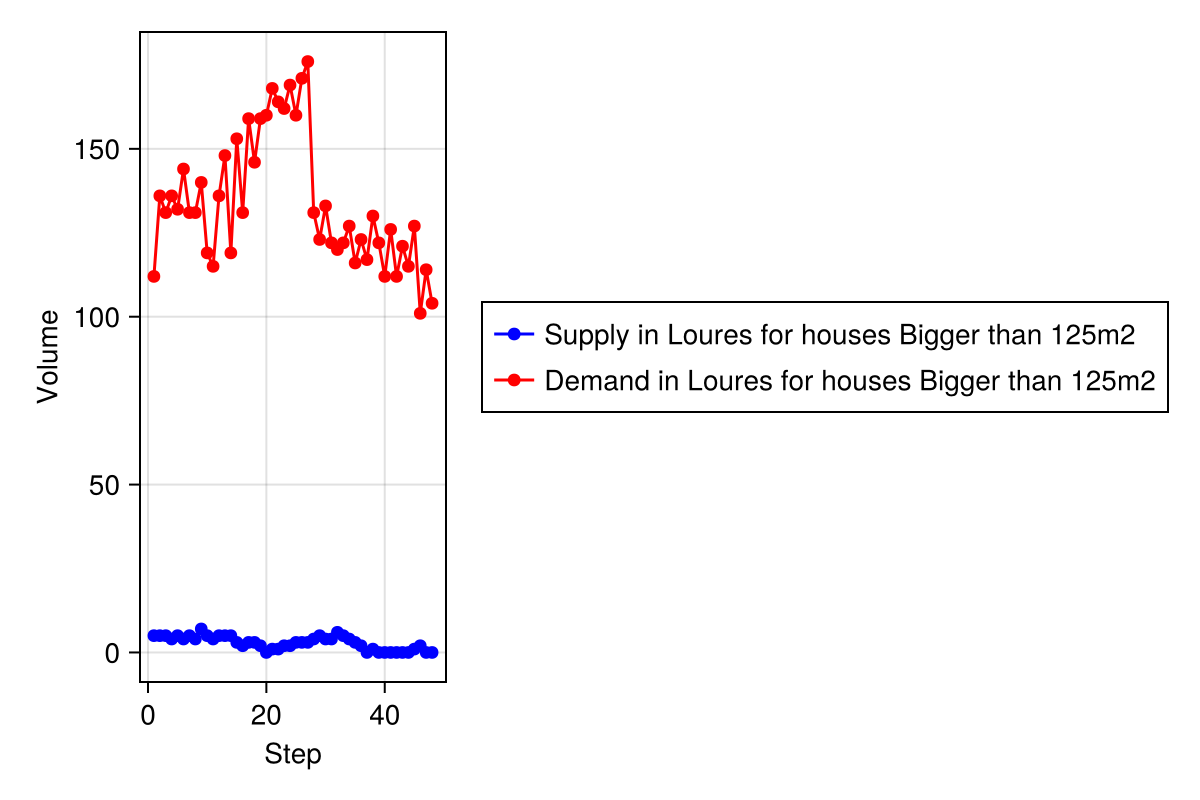 Volume
150
100
50
0
0 20 40
Step
Supply in Loures for houses Bigger than 125m2
Demand in Loures for houses Bigger than 125m2